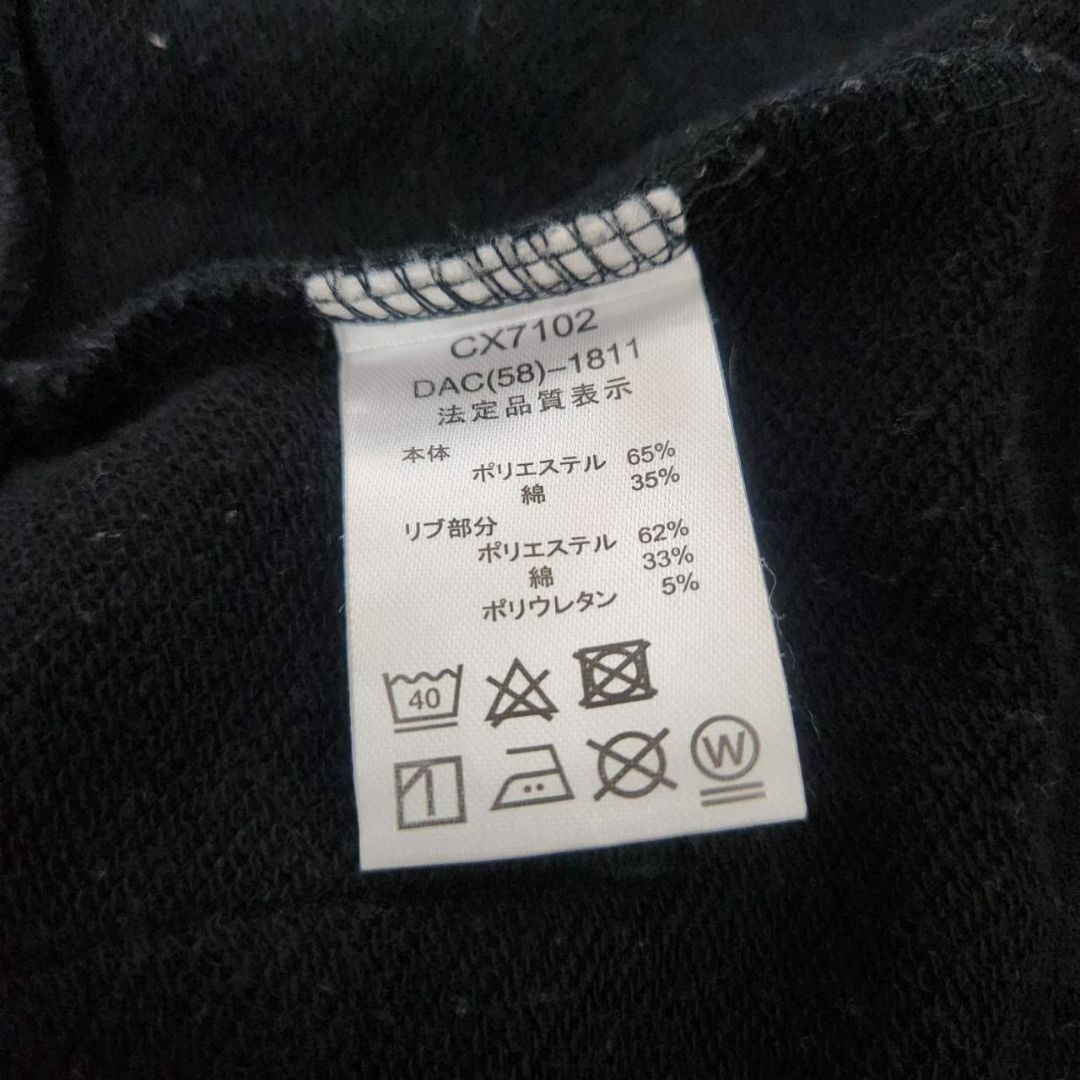 CX7102
DAC(58)–1811
法定品質表示
本体
ポリエステル 65%
綿 35%
リブ部分
ポリエステル 62%
綿 33%
ポリウレタン 5%
40
W